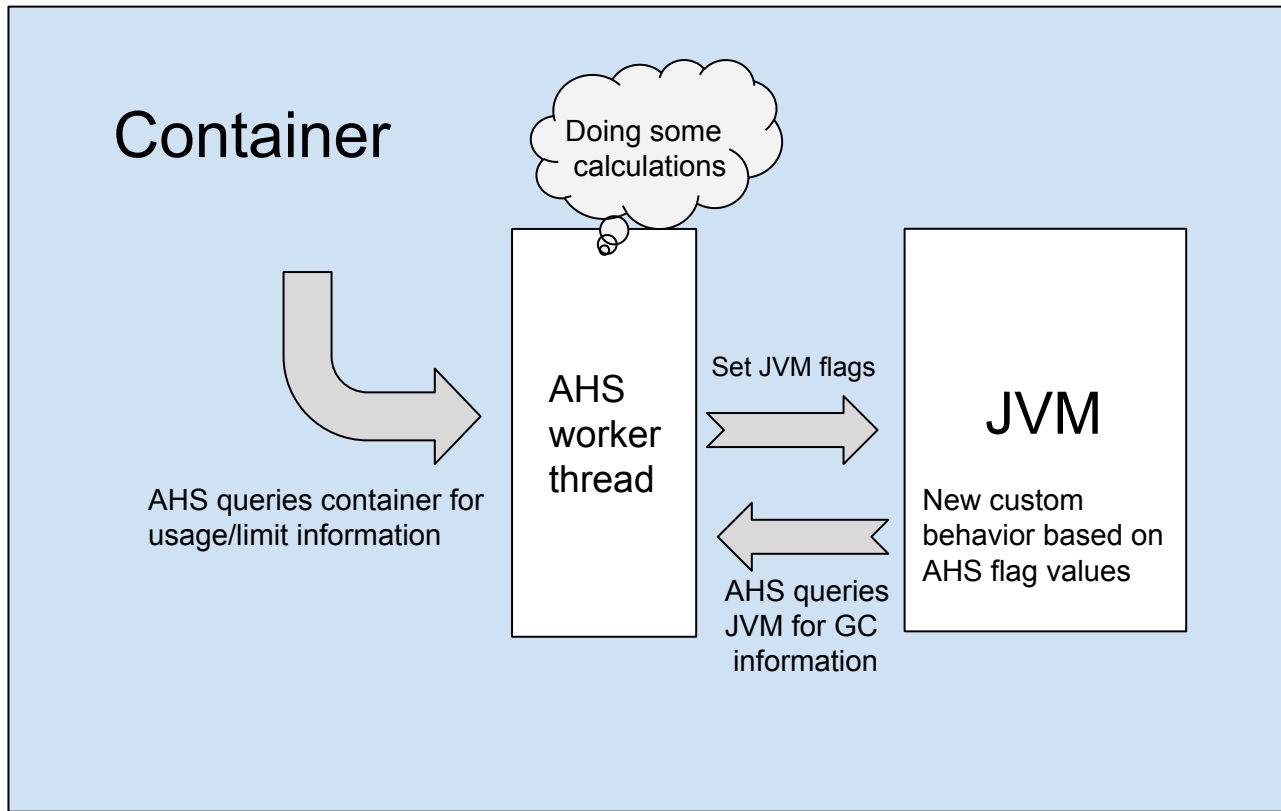 Container
Doing some
calculations
AHS queries container for
usage/limit information
AHS
worker
thread
Set JVM flags
AHS queries
JVM for GC
information
JVM
New custom
behavior based on
AHS flag values